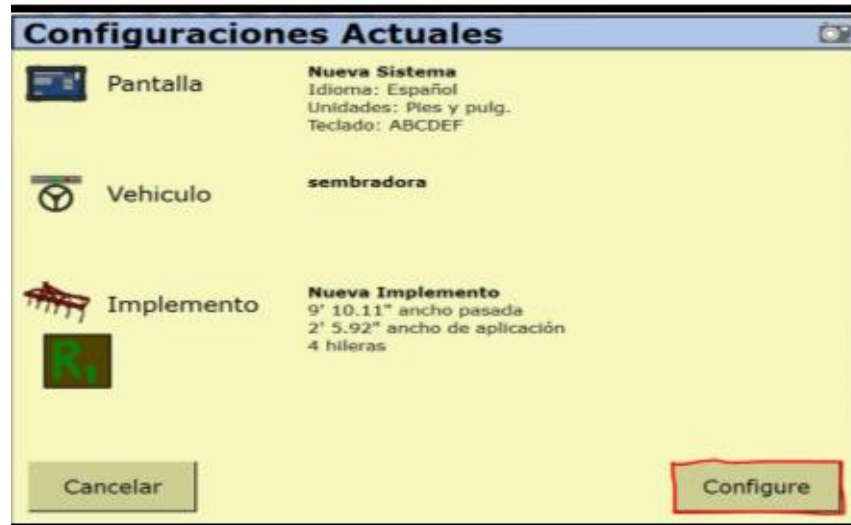 Configuraciones Actuales
Pantalla
Nueva Sistema
Idioma: Español
Unidades: Pies y pulg.
Teclado: ABCDEF
Vehiculo
sembradora
Implemento
Nueva Implemento
9' 10.11" ancho pasada
2' 5.92" ancho de aplicación
4 hileras
R1
Cancelar
Configure